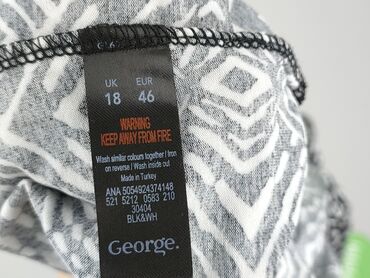 UK EUR
18 46
WARNING
KEEP AWAY FROM FIRE
Wash similar colours together / Iron
on reverse / Wash inside out
Made in Turkey
ANA 5054924374148
521 5212 0583 210
30404
BLK&WH
George.